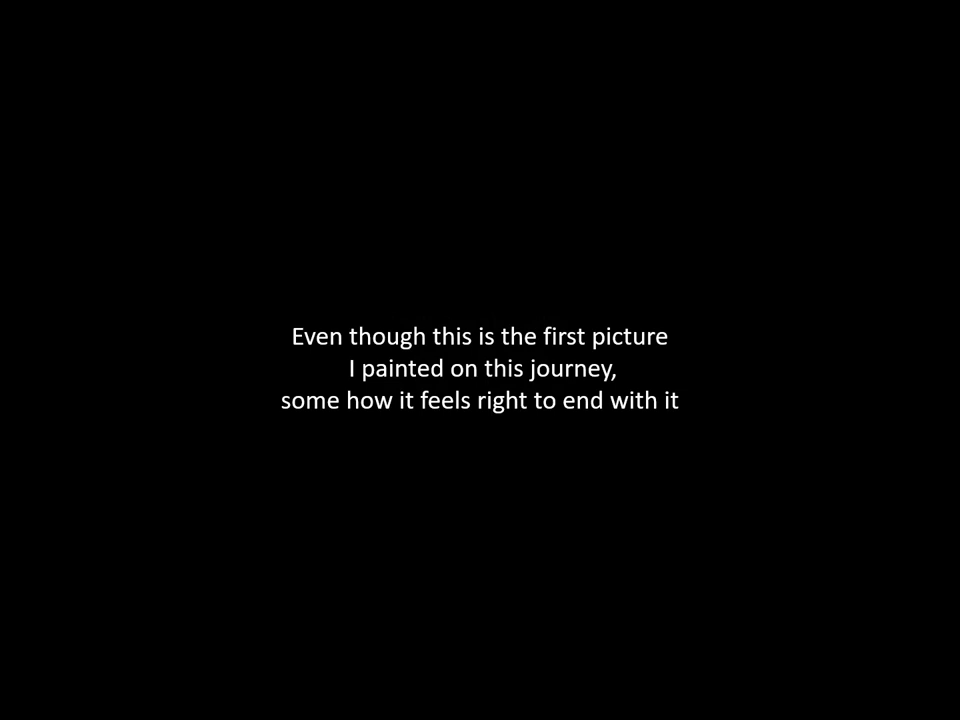 Even though this is the first picture
I painted on this journey,
some how it feels right to end with it